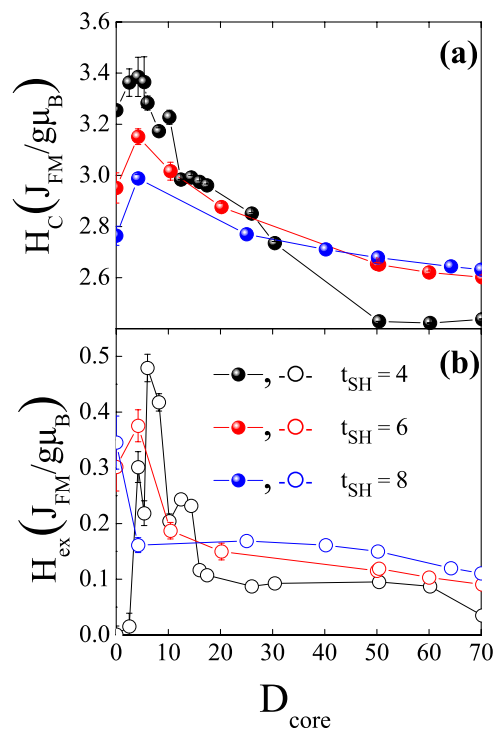 3.6
(a)
3.4
3.2
3.0
2.8
2.6
H_C (J_FM/gμ_B)
0.5
(b)
0.4
0.3
0.2
0.1
0.0
H_ex (J_FM/gμ_B)
, t_SH = 4
, t_SH = 6
, t_SH = 8
0 10 20 30 40 50 60 70
D_core